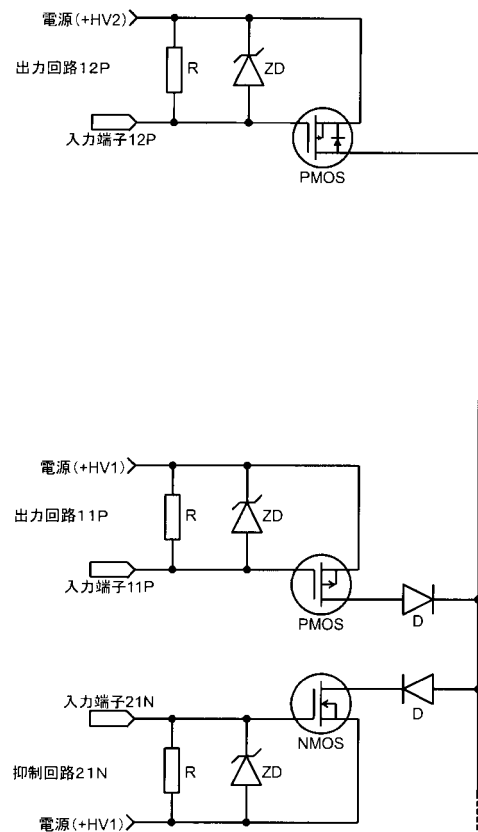 電源(+HV2)
出力回路12P
R
ZD
入力端子12P
PMOS
電源(+HV1)
出力回路11P
R
ZD
入力端子11P
PMOS
D
入力端子21N
NMOS
D
抑制回路21N
R
ZD
電源(+HV1)